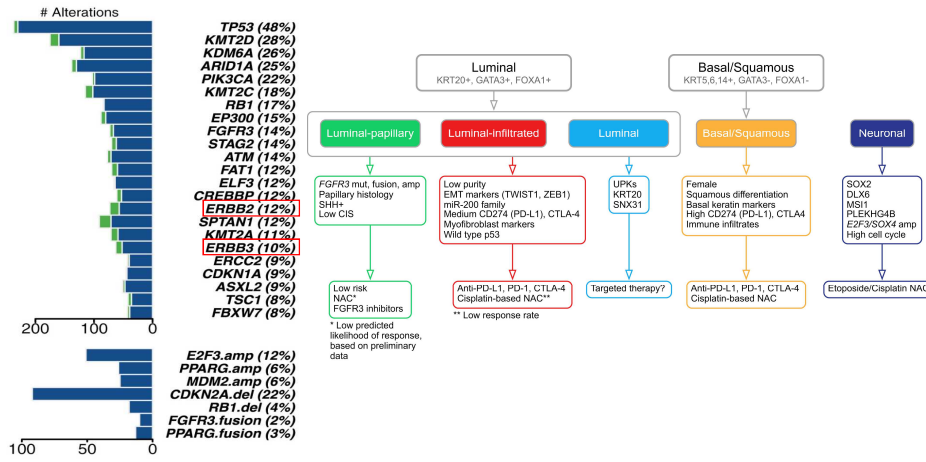 # Alterations
TP53 (48%)
KMT2D (28%)
KDM6A (26%)
ARID1A (25%)
PIK3CA (22%)
KMT2C (18%)
RB1 (17%)
EP300 (15%)
FGFR3 (14%)
STAG2 (14%)
ATM (14%)
FAT1 (12%)
ELF3 (12%)
CREBBP (12%)
ERBB2 (12%)
SPTAN1 (12%)
KMT2A (11%)
ERBB3 (10%)
ERCC2 (9%)
CDKN1A (9%)
ASXL2 (9%)
TSC1 (8%)
FBXW7 (8%)
200 100 0
E2F3.amp (12%)
PPARG.amp (6%)
MDM2.amp (6%)
CDKN2A.del (22%)
RB1.del (4%)
FGFR3.fusion (2%)
PPARG.fusion (3%)
100 50 0
Luminal
KRT20+, GATA3+, FOXA1+
Basal/Squamous
KRT5,6,14+, GATA3-, FOXA1-
Luminal-papillary
Luminal-infiltrated
Luminal
Basal/Squamous
Neuronal
FGFR3 mut, fusion, amp
Papillary histology
SHH+
Low CIS
Low purity
EMT markers (TWIST1, ZEB1)
miR-200 family
Medium CD274 (PD-L1), CTLA-4
Myofibroblast markers
Wild type p53
UPKs
KRT20
SNX31
Female
Squamous differentiation
Basal keratin markers
High CD274 (PD-L1), CTLA4
Immune infiltrates
SOX2
DLX6
MSI1
PLEKHG4B
E2F3/SOX4 amp
High cell cycle
Low risk
NAC*
FGFR3 inhibitors
* Low predicted
likelihood of response,
based on preliminary
data
Anti-PD-L1, PD-1, CTLA-4
Cisplatin-based NAC**
** Low response rate
Targeted therapy?
Anti-PD-L1, PD-1, CTLA-4
Cisplatin-based NAC
Etoposide/Cisplatin NAC